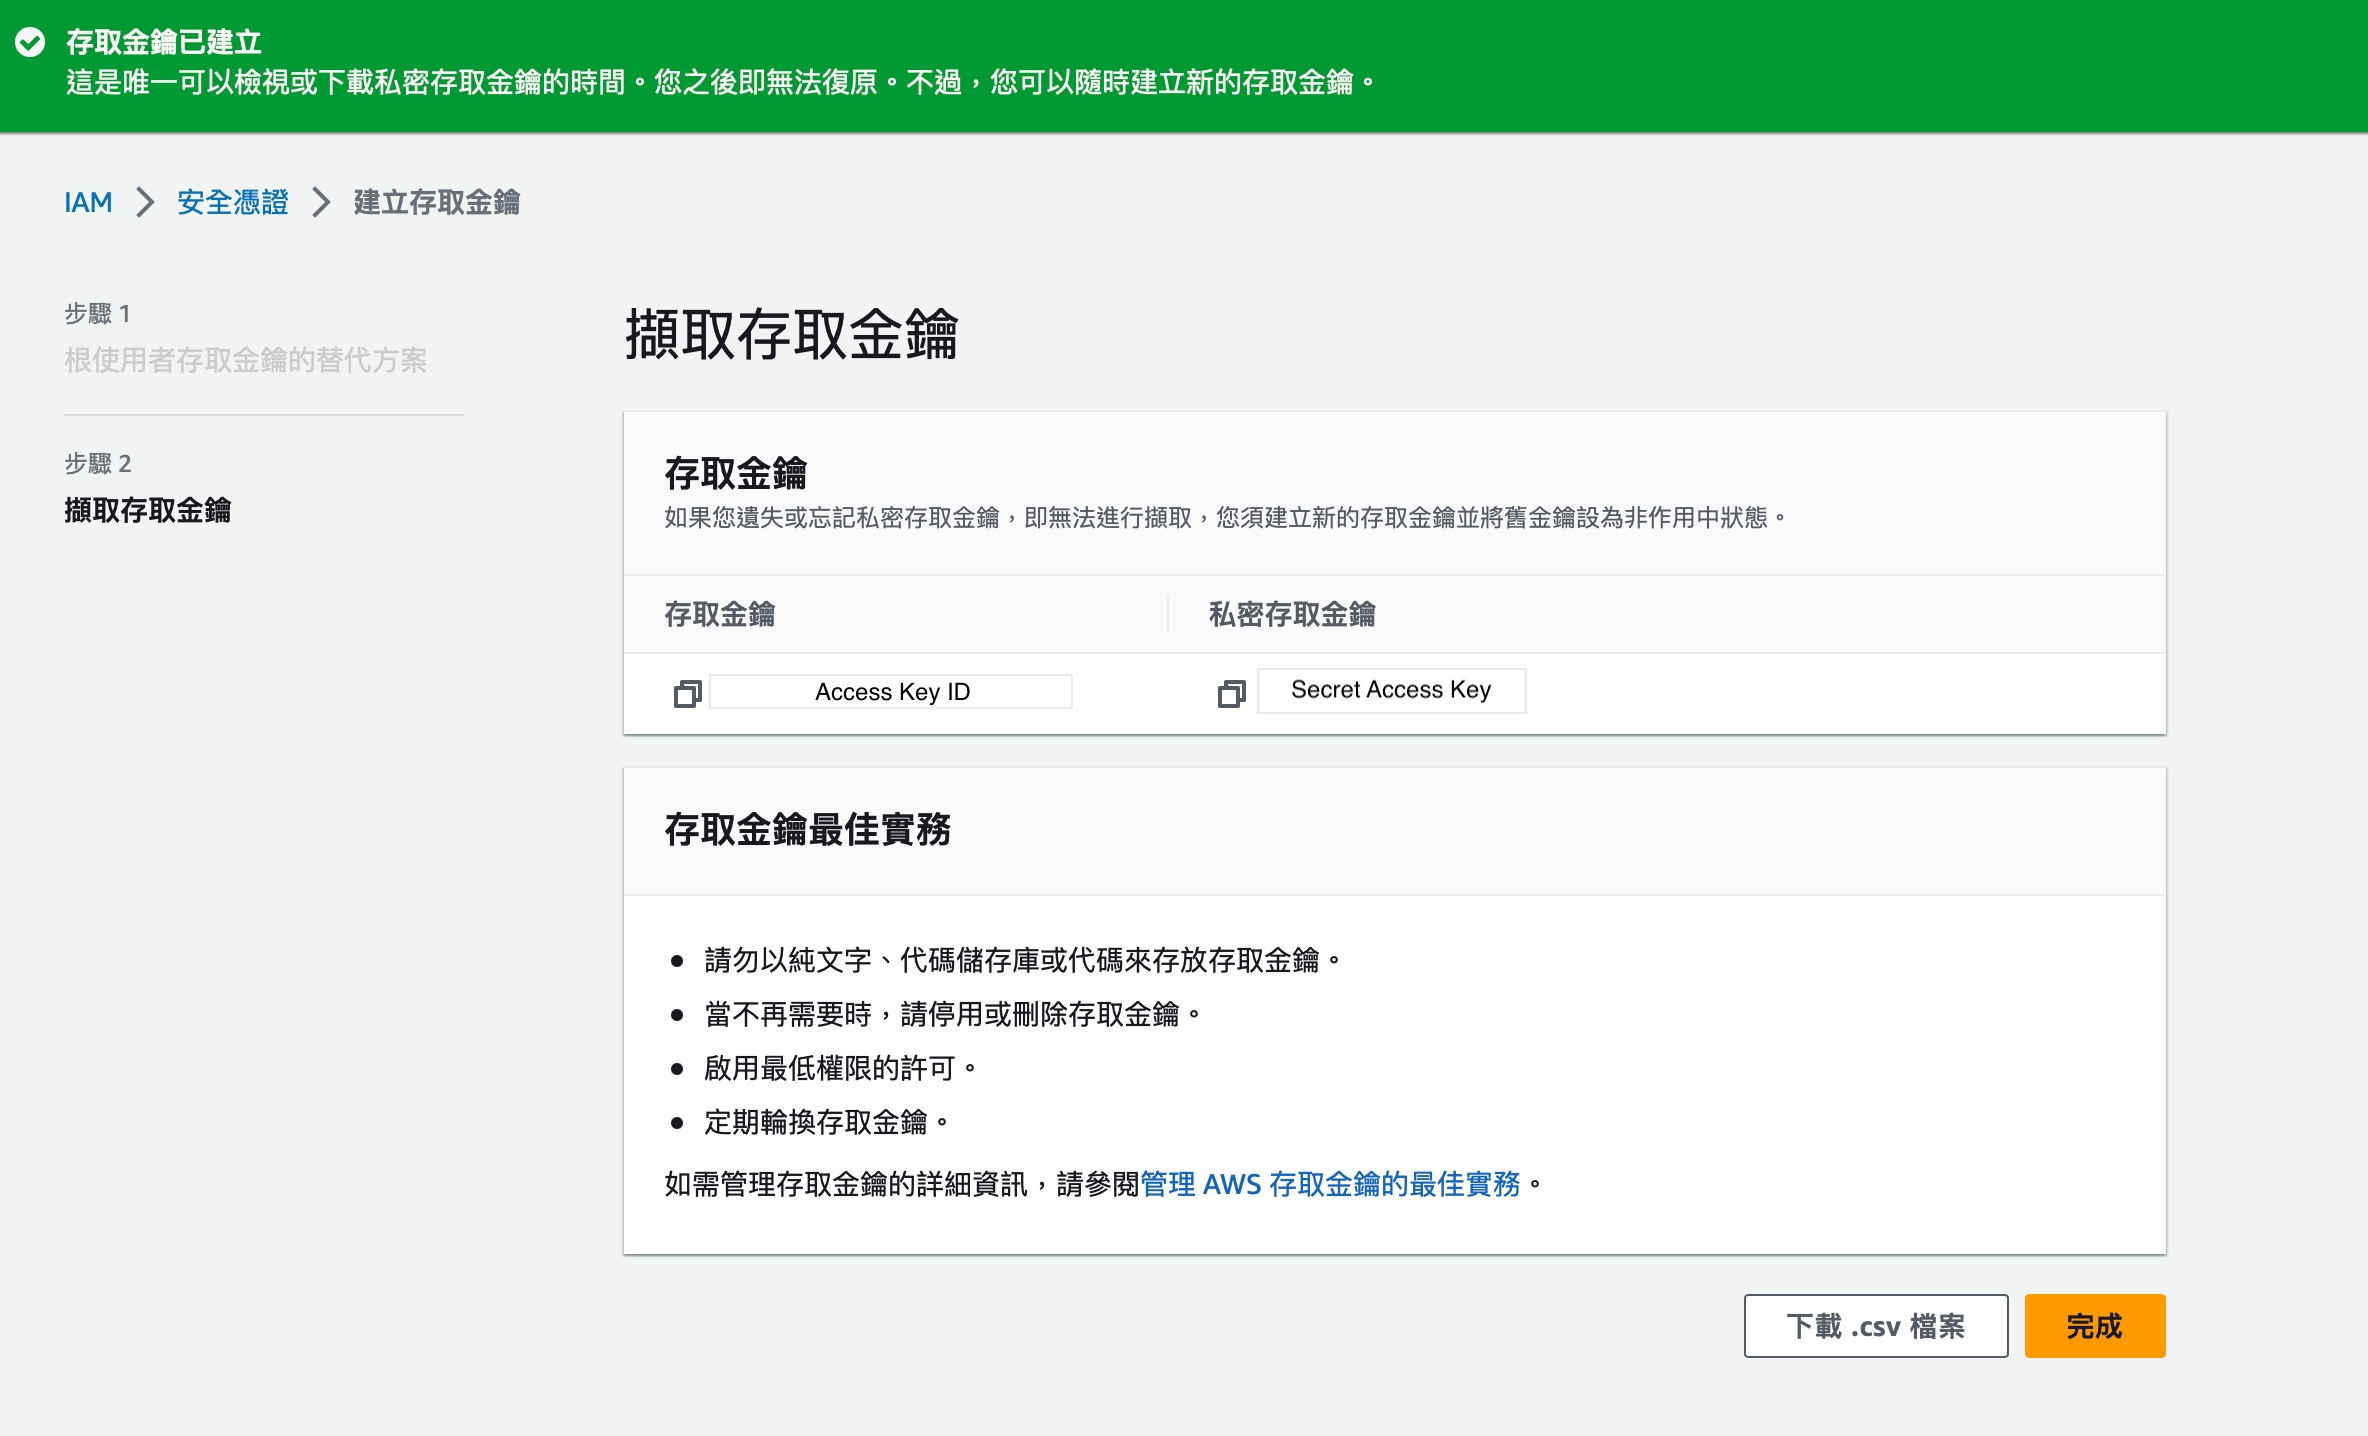 存取金鑰已建立
這是唯一可以檢視或下載私密存取金鑰的時間。您之後即無法復原。不過，您可以隨時建立新的存取金鑰。
IAM > 安全憑證 > 建立存取金鑰
步驟 1
根使用者存取金鑰的替代方案
步驟 2
擷取存取金鑰
擷取存取金鑰
存取金鑰
如果您遺失或忘記私密存取金鑰，即無法進行擷取，您須建立新的存取金鑰並將舊金鑰設為非作用中狀態。
存取金鑰 私密存取金鑰
Access Key ID Secret Access Key
存取金鑰最佳實務
• 請勿以純文字、代碼儲存庫或代碼來存放存取金鑰。
• 當不再需要時，請停用或刪除存取金鑰。
• 啟用最低權限的許可。
• 定期輪換存取金鑰。
如需管理存取金鑰的詳細資訊，請參閱管理 AWS 存取金鑰的最佳實務。
下載 .csv 檔案 完成